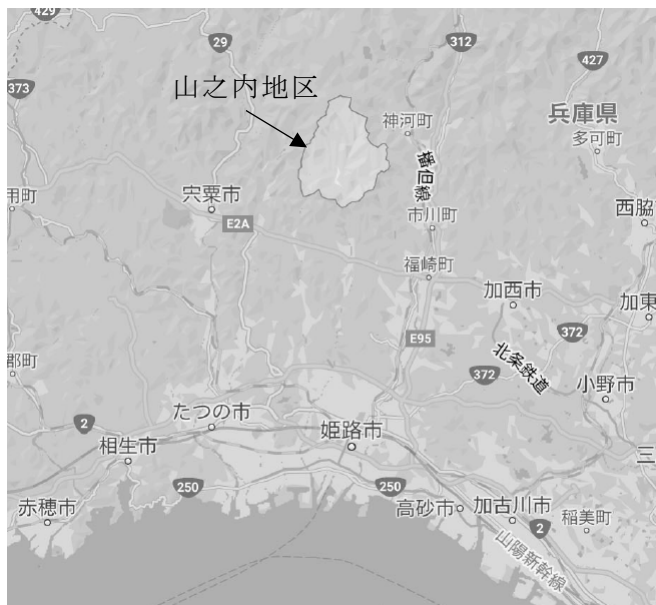 429
29
312
427
373
山之内地区
神河町
兵庫県
多可町
播但線
用町
宍粟市
市川町
西脇
E2A
福崎町
加西市
加東
E95
372
北条鉄道
郡町
372
小野市
2
たつの市
相生市
姫路市
三
250
250
赤穂市
高砂市
加古川市
2
稲美町
山陽新幹線